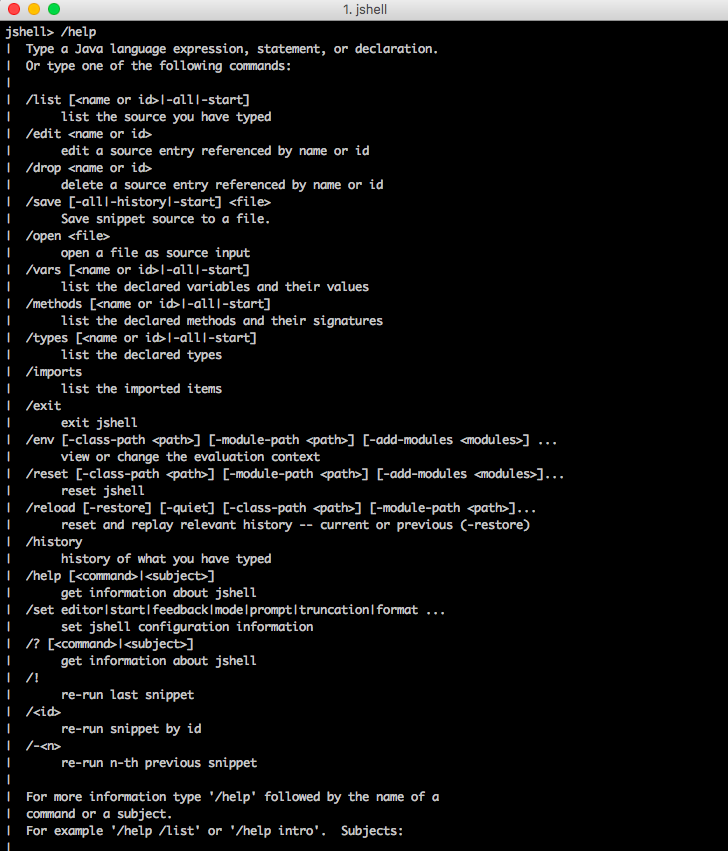 1. jshell
jshell> /help
|  Type a Java language expression, statement, or declaration.
|  Or type one of the following commands:
|
|  /list [<name or id>|-all|-start]
|       list the source you have typed
|  /edit <name or id>
|       edit a source entry referenced by name or id
|  /drop <name or id>
|       delete a source entry referenced by name or id
|  /save [-all|-history|-start] <file>
|       Save snippet source to a file.
|  /open <file>
|       open a file as source input
|  /vars [<name or id>|-all|-start]
|       list the declared variables and their values
|  /methods [<name or id>|-all|-start]
|       list the declared methods and their signatures
|  /types [<name or id>|-all|-start]
|       list the declared types
|  /imports
|       list the imported items
|  /exit
|       exit jshell
|  /env [-class-path <path>] [-module-path <path>] [-add-modules <modules>] ...
|       view or change the evaluation context
|  /reset [-class-path <path>] [-module-path <path>] [-add-modules <modules>]...
|       reset jshell
|  /reload [-restore] [-quiet] [-class-path <path>] [-module-path <path>]...
|       reset and replay relevant history -- current or previous (-restore)
|  /history
|       history of what you have typed
|  /help [<command>|<subject>]
|       get information about jshell
|  /set editor|start|feedback|mode|prompt|truncation|format ...
|       set jshell configuration information
|  /? [<command>|<subject>]
|       get information about jshell
|  /!
|       re-run last snippet
|  /<id>
|       re-run snippet by id
|  /-<n>
|       re-run n-th previous snippet
|
|  For more information type '/help' followed by the name of a
|  command or a subject.
|  For example '/help /list' or '/help intro'.  Subjects:
|